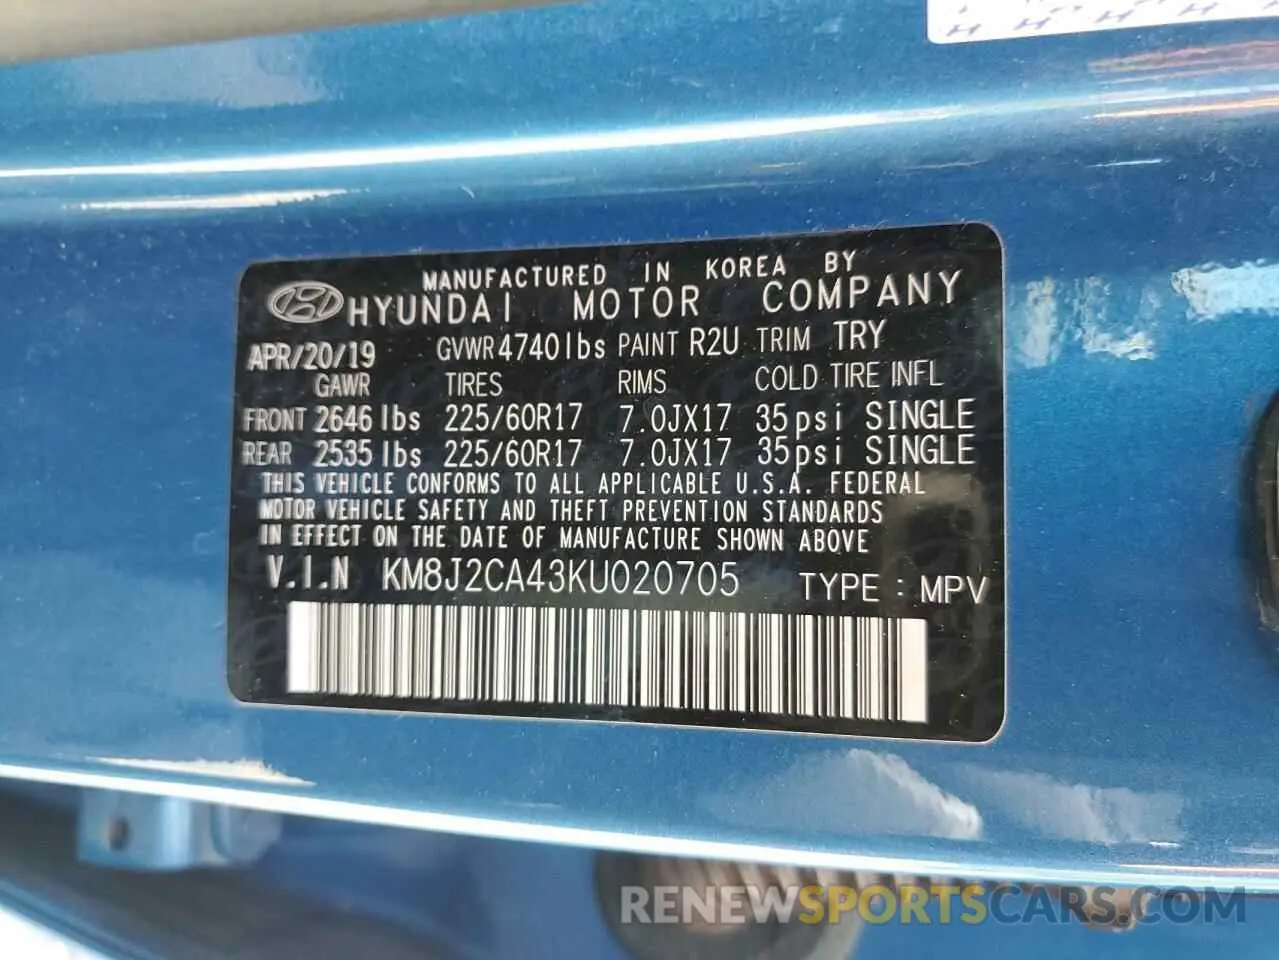 MANUFACTURED IN KOREA BY
HYUNDAI MOTOR COMPANY
APR/20/19 GVWR 4740lbs PAINT R2U TRIM TRY
GAWR TIRES RIMS COLD TIRE INFL
FRONT 2646 lbs 225/60R17 7.0JX17 35psi SINGLE
REAR 2535 lbs 225/60R17 7.0JX17 35psi SINGLE
THIS VEHICLE CONFORMS TO ALL APPLICABLE U.S.A. FEDERAL
MOTOR VEHICLE SAFETY AND THEFT PREVENTION STANDARDS
IN EFFECT ON THE DATE OF MANUFACTURE SHOWN ABOVE
V.I.N KM8J2CA43KU020705 TYPE : MPV
RENEWSPORTSCARS.COM